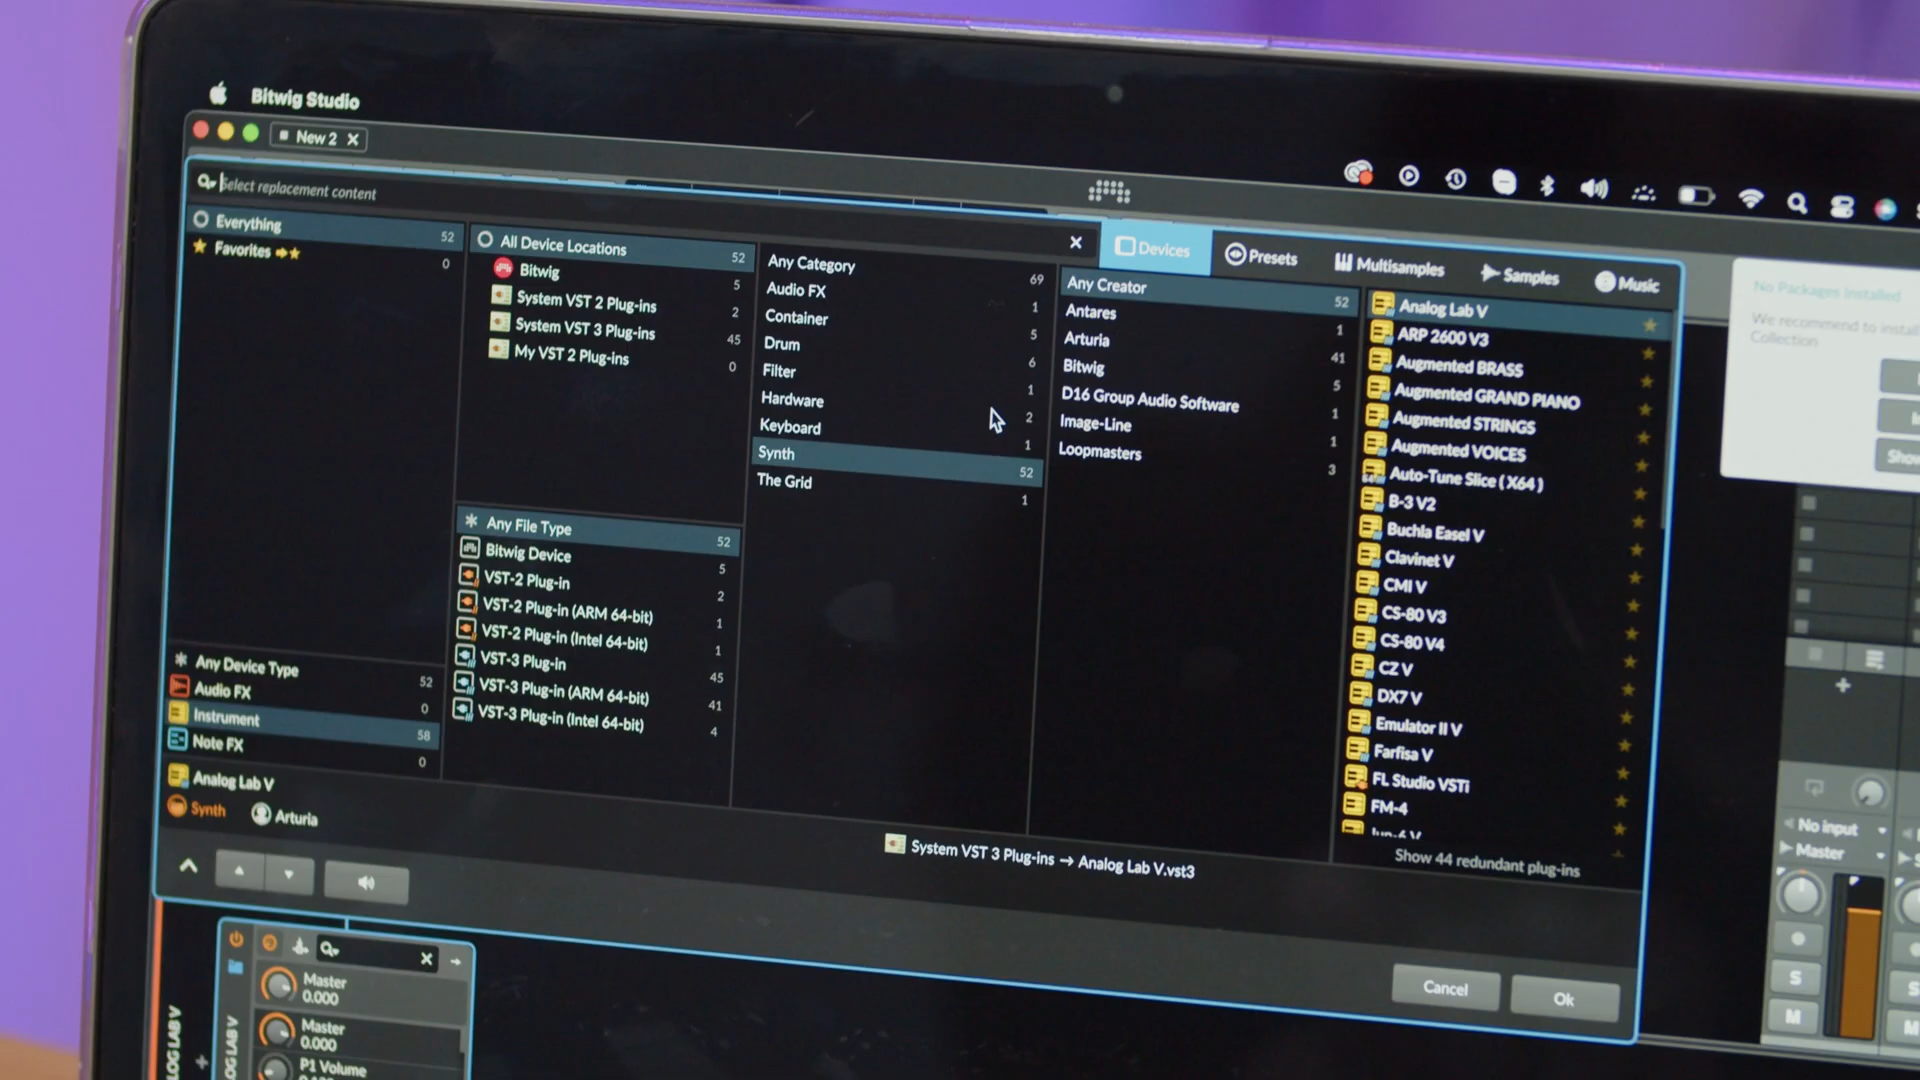 Bitwig Studio
New 2
Select replacement content
Everything 52
Favorites 0
Any Device Type 52
Audio FX 0
Instrument 58
Note FX 0
Analog Lab V
Synth Arturia
All Device Locations 52
Bitwig 5
System VST 2 Plug-ins 2
System VST 3 Plug-ins 45
My VST 2 Plug-ins 0
Any File Type 52
Bitwig Device 5
VST-2 Plug-in 2
VST-2 Plug-in (ARM 64-bit) 1
VST-2 Plug-in (Intel 64-bit) 1
VST-3 Plug-in 45
VST-3 Plug-in (ARM 64-bit) 41
VST-3 Plug-in (Intel 64-bit) 4
Any Category 69
Audio FX 1
Container 5
Drum 6
Filter 1
Hardware 2
Keyboard 1
Synth 52
The Grid 1
Devices Presets Multisamples Samples Music
Any Creator 52
Antares 1
Arturia 41
Bitwig 5
D16 Group Audio Software 1
Image-Line 1
Loopmasters 3
Analog Lab V
ARP 2600 V3
Augmented BRASS
Augmented GRAND PIANO
Augmented STRINGS
Augmented VOICES
Auto-Tune Slice ( X64 )
B-3 V2
Buchla Easel V
Clavinet V
CMI V
CS-80 V3
CS-80 V4
CZ V
DX7 V
Emulator II V
Farfisa V
FL Studio VSTi
FM-4
Jun-6 V
Show 44 redundant plug-ins
System VST 3 Plug-ins → Analog Lab V.vst3
Cancel Ok
No Packages Installed
We recommend to install
Collection
Show
No input
Master
S
M
Master
0.000
Master
0.000
P1 Volume